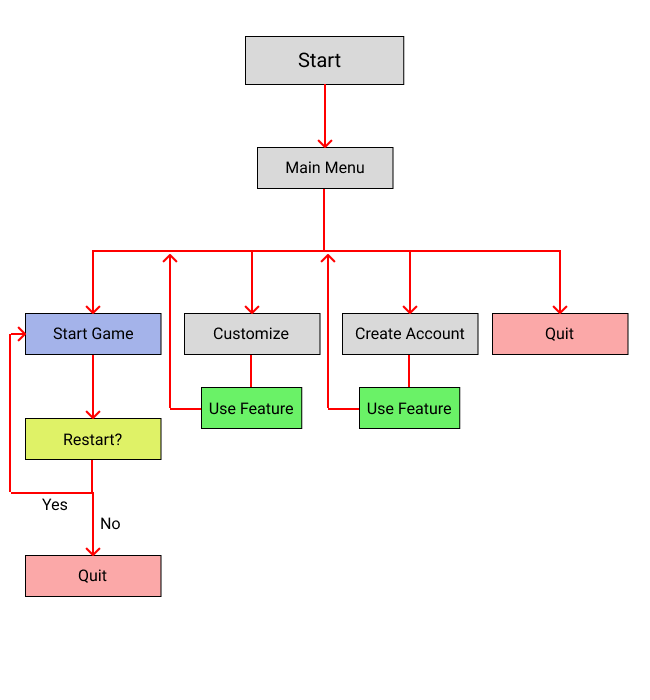 Start
Main Menu
Start Game
Customize
Create Account
Quit
Use Feature
Use Feature
Restart?
Yes
No
Quit